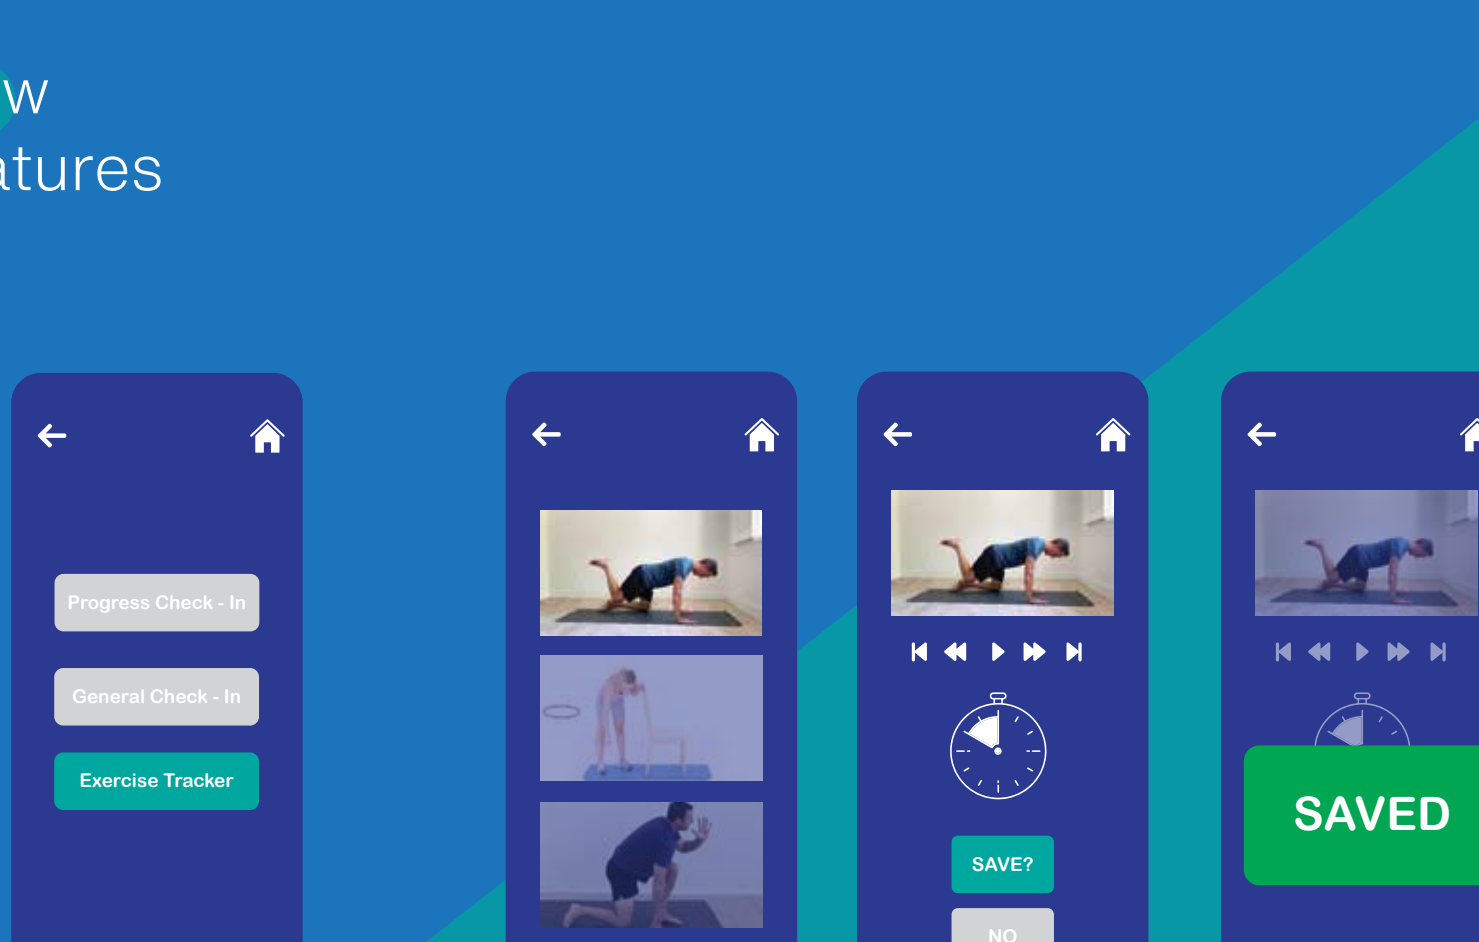 w
atures
Progress Check - In
General Check - In
Exercise Tracker
SAVE?
NO
SAVED